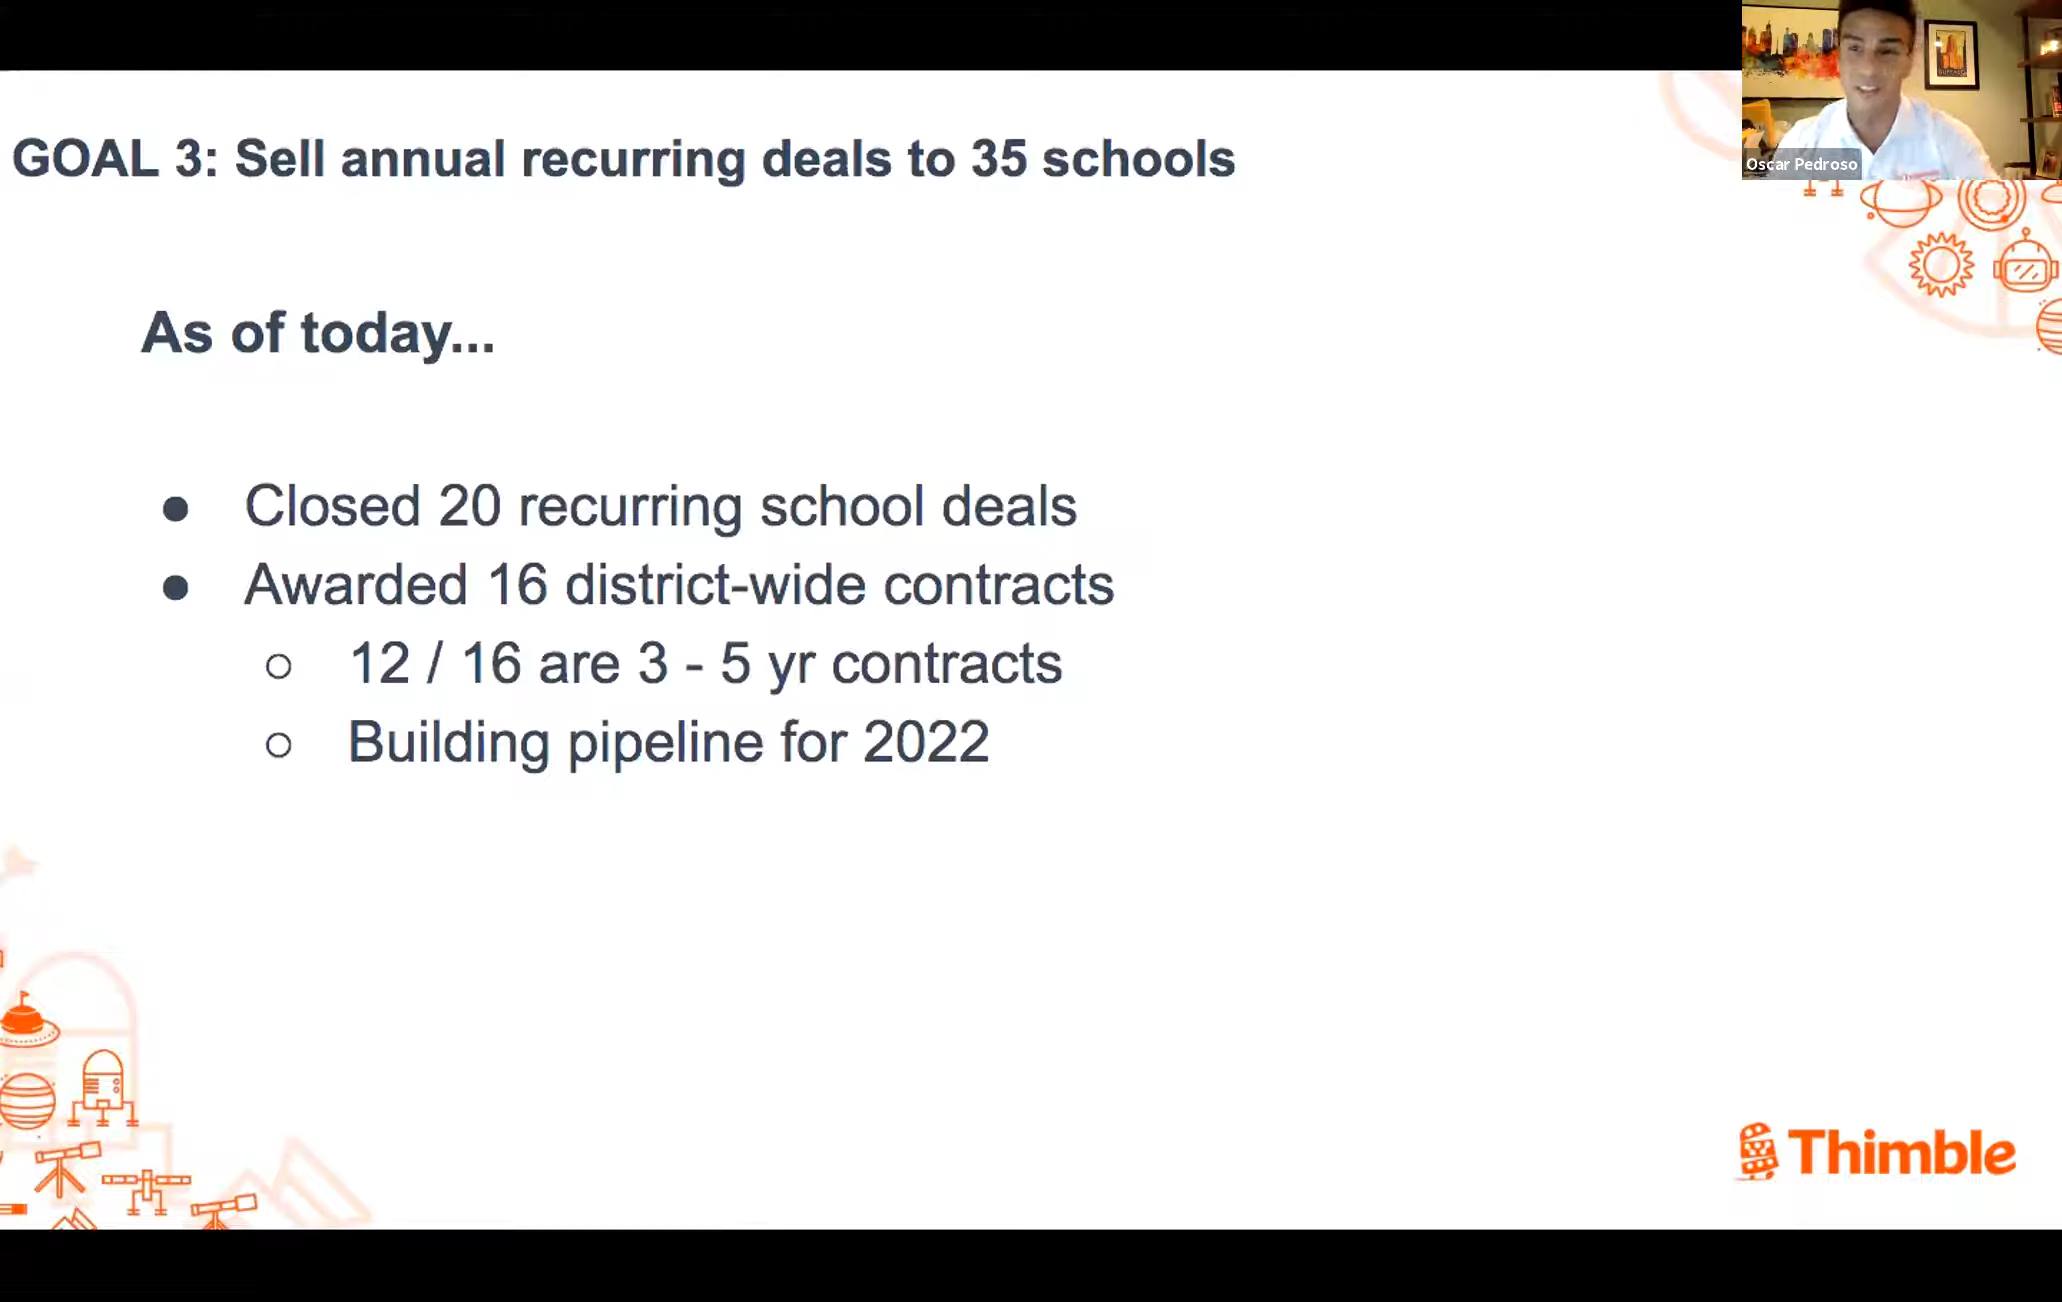 GOAL 3: Sell annual recurring deals to 35 schools
Oscar Pedroso
As of today...
● Closed 20 recurring school deals
● Awarded 16 district-wide contracts
○ 12 / 16 are 3 - 5 yr contracts
○ Building pipeline for 2022
Thimble